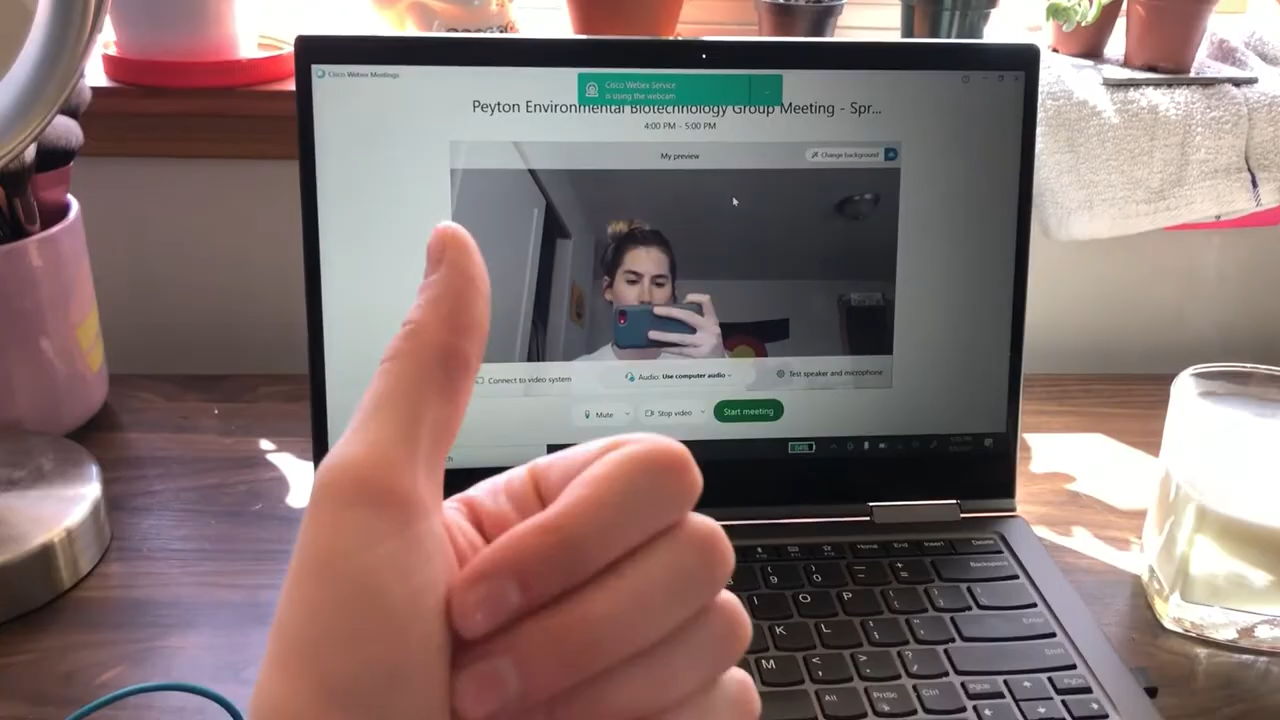 Cisco Webex Meetings
Cisco Webex Service
is using the webcam
Peyton Environmental Biotechnology Group Meeting - Spr...
4:00 PM - 5:00 PM
My preview
Change background
Connect to video system
Audio: Use computer audio
Test speaker and microphone
Mute
Stop video
Start meeting
Home End Insert Delete
( 9 ) 0 - = + Backspace
I O P { [ } ]
K L : ; " ' Enter
M < , > . ? / Shift
Alt PrtSc Ctrl PgUp PgDn